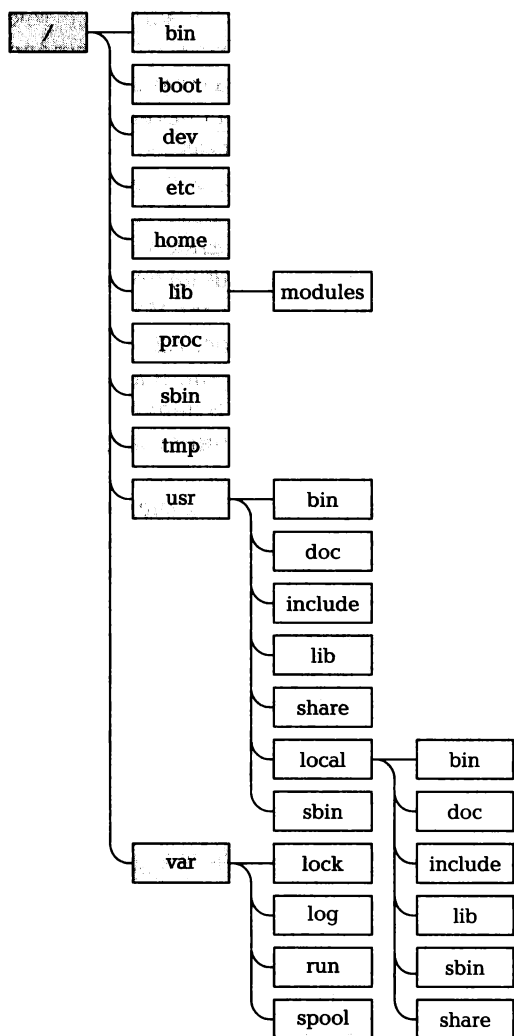 /
bin
boot
dev
etc
home
lib modules
proc
sbin
tmp
usr bin
doc
include
lib
share
local bin
sbin doc
var lock include
log lib
run sbin
spool share